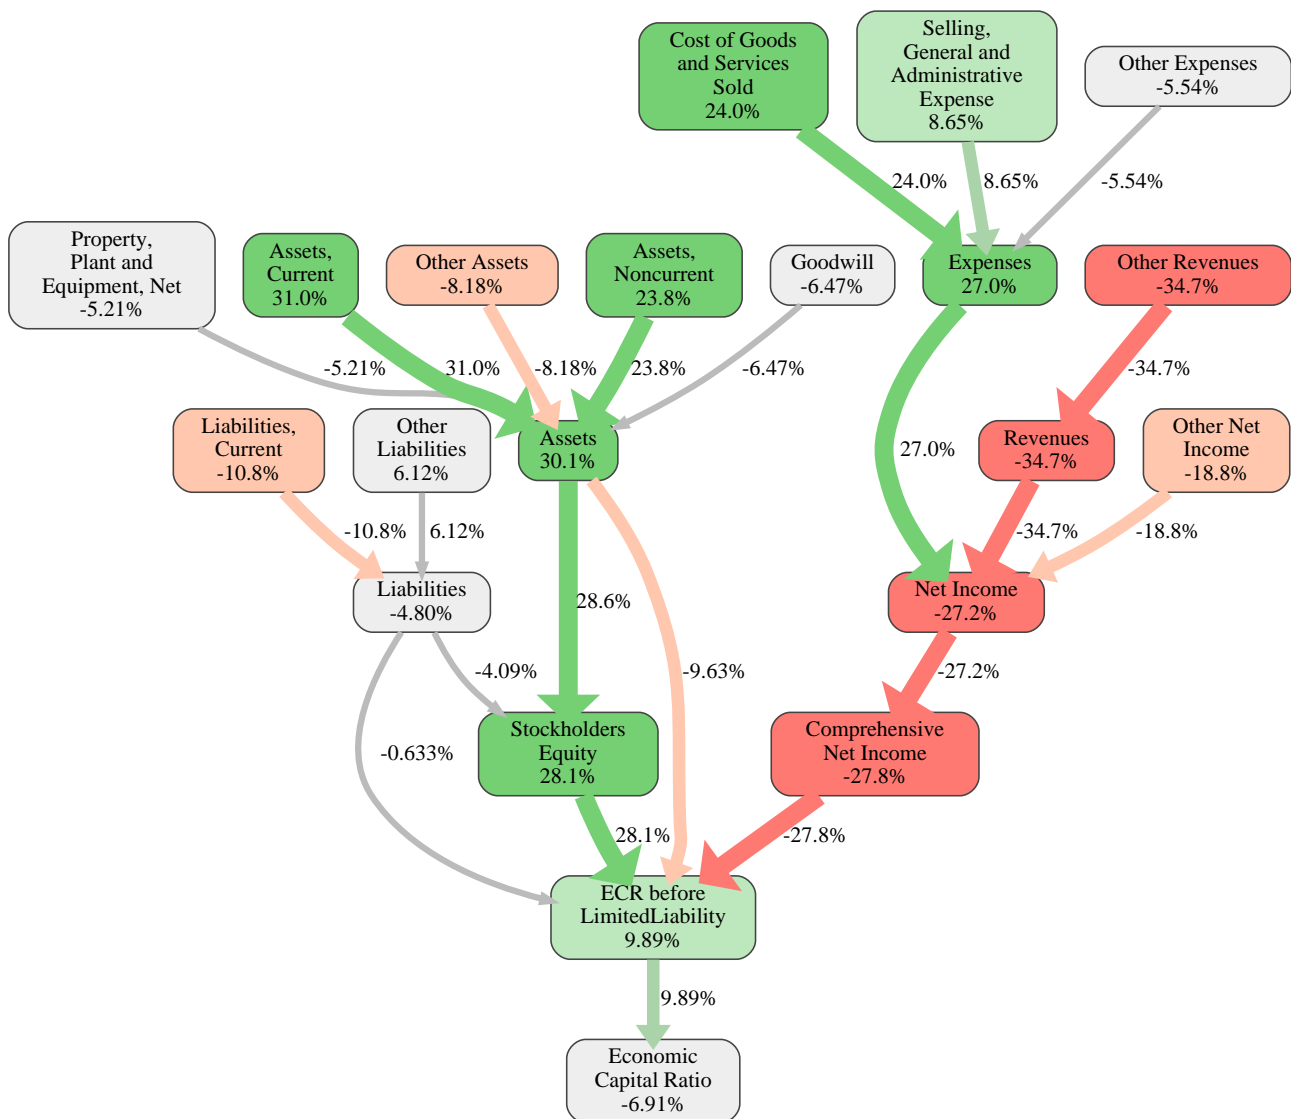 Cost of Goods
and Services
Sold
24.0%
Selling,
General and
Administrative
Expense
8.65%
Other Expenses
-5.54%
24.0%
8.65%
-5.54%
Property,
Plant and
Equipment, Net
-5.21%
Assets,
Current
31.0%
Other Assets
-8.18%
Assets,
Noncurrent
23.8%
Goodwill
-6.47%
Expenses
27.0%
Other Revenues
-34.7%
-5.21%
31.0%
-8.18%
23.8%
-6.47%
-34.7%
Liabilities,
Current
-10.8%
Other
Liabilities
6.12%
Assets
30.1%
27.0%
Revenues
-34.7%
Other Net
Income
-18.8%
-10.8%
6.12%
-34.7%
-18.8%
Liabilities
-4.80%
28.6%
Net Income
-27.2%
-4.09%
-9.63%
-27.2%
-0.633%
Stockholders
Equity
28.1%
Comprehensive
Net Income
-27.8%
28.1%
-27.8%
ECR before
LimitedLiability
9.89%
9.89%
Economic
Capital Ratio
-6.91%